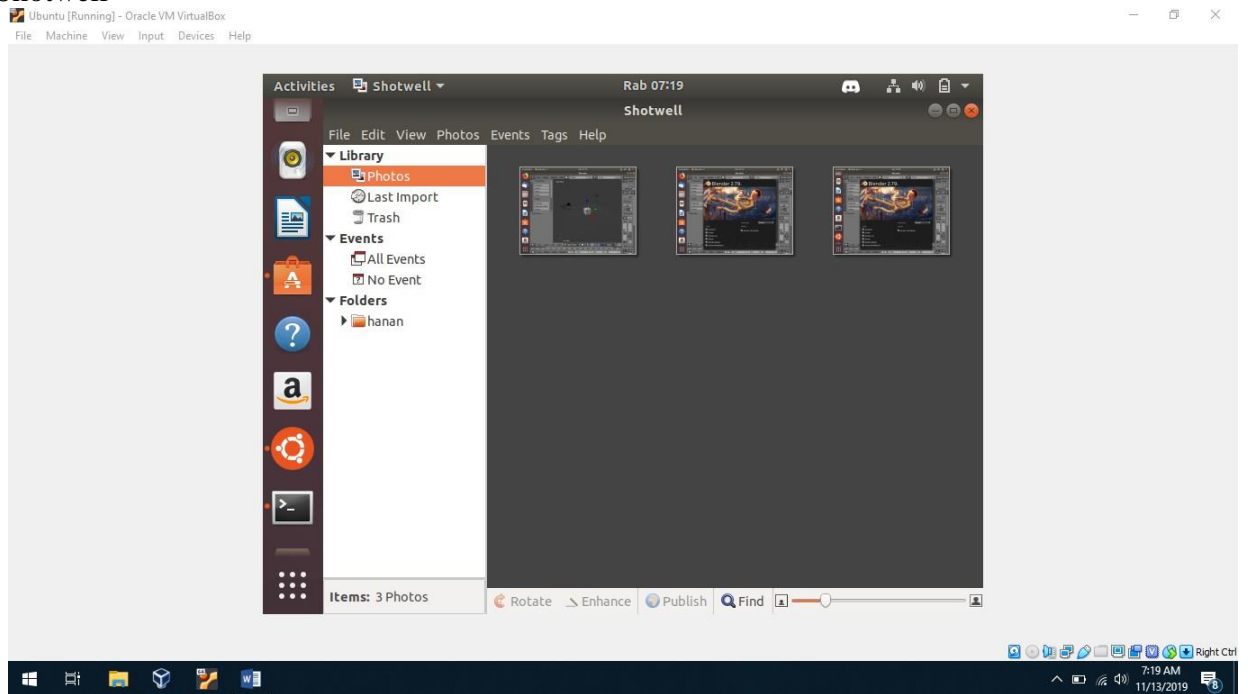 Ubuntu [Running] - Oracle VM VirtualBox
File Machine View Input Devices Help
Activities Shotwell Rab 07:19
Shotwell
File Edit View Photos Events Tags Help
Library
Photos
Last Import
Trash
Events
All Events
No Event
Folders
hanan
Items: 3 Photos
Rotate Enhance Publish Find
Right Ctrl
7:19 AM
11/13/2019
8